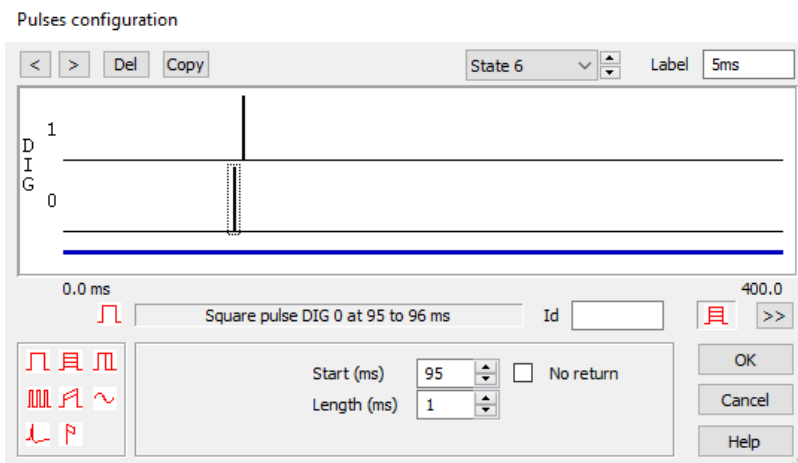 Pulses configuration
< > Del Copy State 6 Label 5ms
1
DIG
0
0.0 ms 400.0
Square pulse DIG 0 at 95 to 96 ms Id >>
Start (ms) 95 No return OK
Length (ms) 1 Cancel
Help